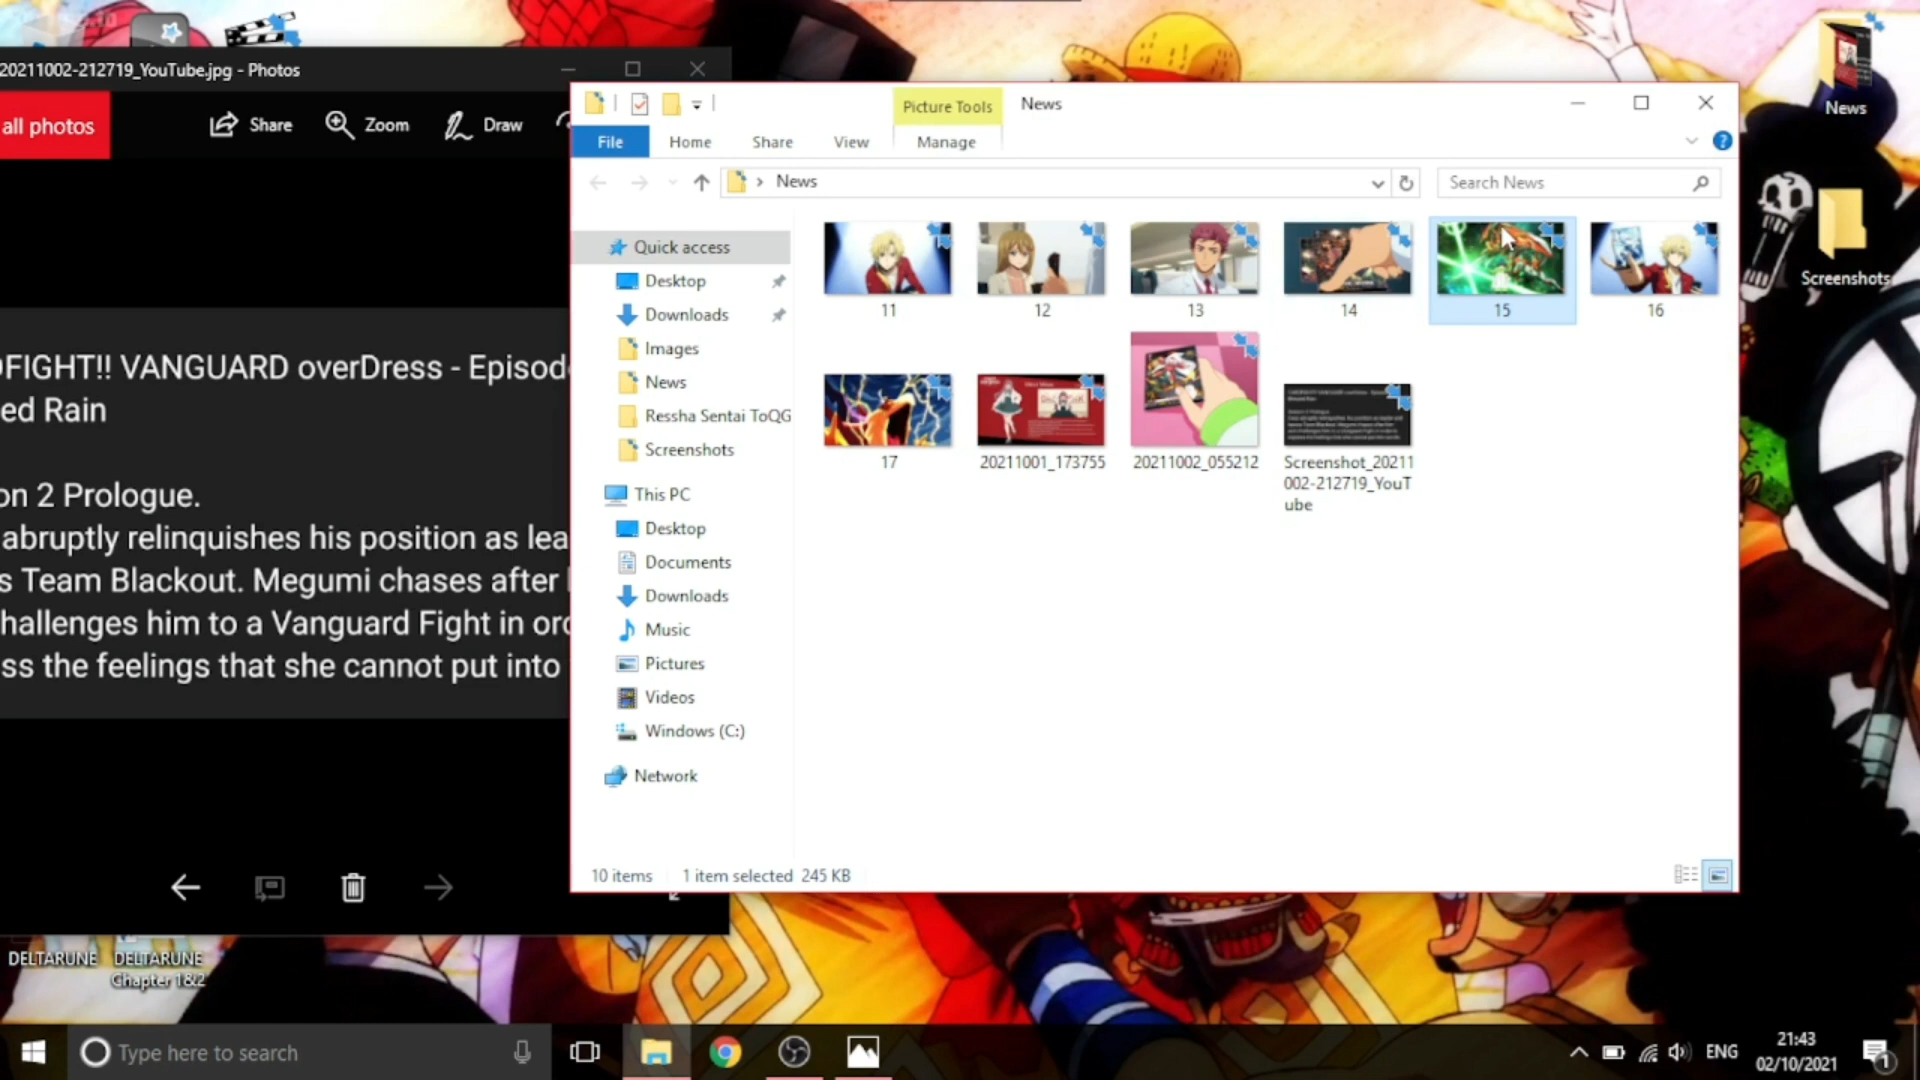 20211002-212719_YouTube.jpg - Photos
all photos
Share
Zoom
Draw
FIGHT!! VANGUARD overDress - Episod
ed Rain
on 2 Prologue.
abruptly relinquishes his position as lea
s Team Blackout. Megumi chases after
hallenges him to a Vanguard Fight in ord
ss the feelings that she cannot put into
Picture Tools
News
File
Home
Share
View
Manage
News
Search News
Quick access
Desktop
Downloads
Images
News
Ressha Sentai ToQG
Screenshots
This PC
Desktop
Documents
Downloads
Music
Pictures
Videos
Windows (C:)
Network
11
12
13
14
15
16
17
20211001_173755
20211002_055212
Screenshot_20211
002-212719_YouT
ube
10 items
1 item selected 245 KB
News
Screenshots
DELTARUNE
DELTARUNE
Chapter 1&2
Type here to search
ENG
21:43
02/10/2021
1